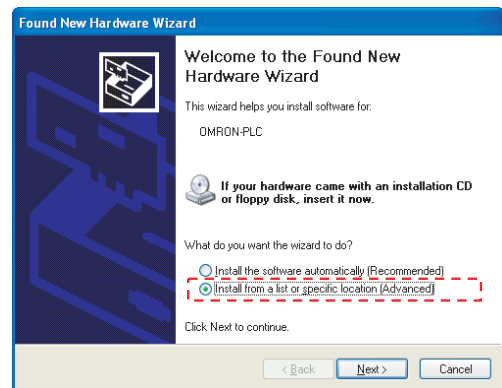 Found New Hardware Wizard
Welcome to the Found New
Hardware Wizard
This wizard helps you install software for:
OMRON-PLC
If your hardware came with an installation CD
or floppy disk, insert it now.
What do you want the wizard to do?
Install the software automatically (Recommended)
Install from a list or specific location (Advanced)
Click Next to continue.
< Back
Next >
Cancel